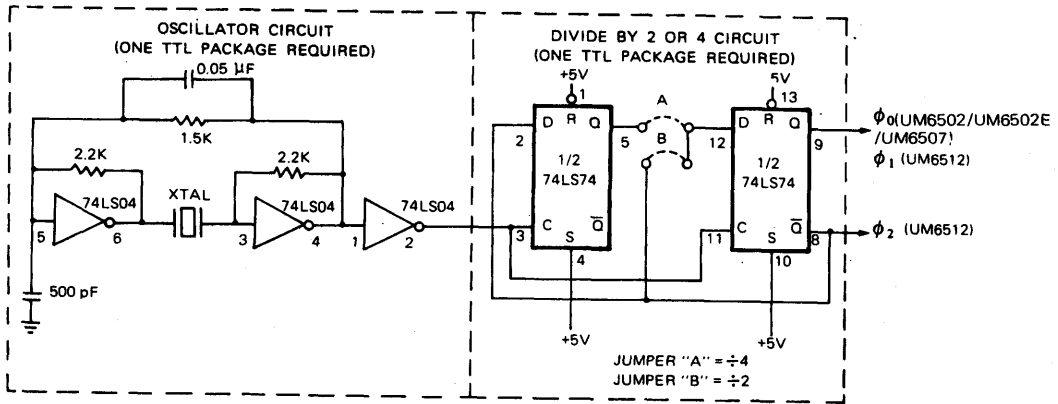 OSCILLATOR CIRCUIT
(ONE TTL PACKAGE REQUIRED)
0.05 µF
1.5K
2.2K
2.2K
XTAL
74LS04
74LS04
74LS04
5
6
3
4
1
2
500 pF
DIVIDE BY 2 OR 4 CIRCUIT
(ONE TTL PACKAGE REQUIRED)
+5V
1
5V
13
2
D
R
Q
5
A
B
12
D
R
Q
9
1/2
74LS74
1/2
74LS74
3
C
S
Q̅
4
11
C
S
Q̅
8
10
+5V
+5V
ϕ0(UM6502/UM6502E
/UM6507)
ϕ1 (UM6512)
ϕ2 (UM6512)
JUMPER "A" = ÷4
JUMPER "B" = ÷2